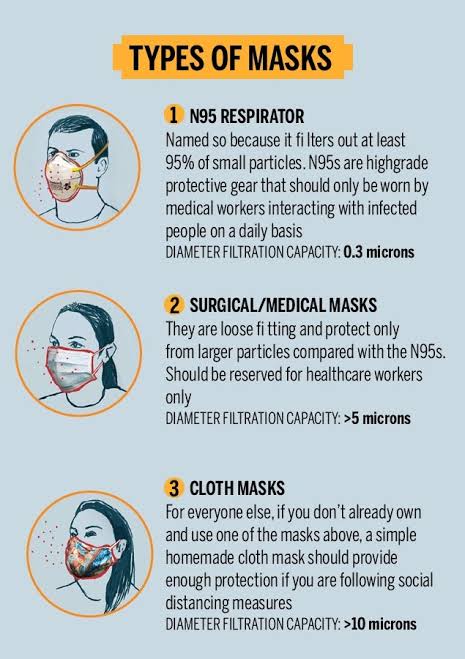 TYPES OF MASKS
1 N95 RESPIRATOR
Named so because it fi lters out at least
95% of small particles. N95s are highgrade
protective gear that should only be worn by
medical workers interacting with infected
people on a daily basis
DIAMETER FILTRATION CAPACITY: 0.3 microns
2 SURGICAL/MEDICAL MASKS
They are loose fi tting and protect only
from larger particles compared with the N95s.
Should be reserved for healthcare workers
only
DIAMETER FILTRATION CAPACITY: >5 microns
3 CLOTH MASKS
For everyone else, if you don't already own
and use one of the masks above, a simple
homemade cloth mask should provide
enough protection if you are following social
distancing measures
DIAMETER FILTRATION CAPACITY: >10 microns